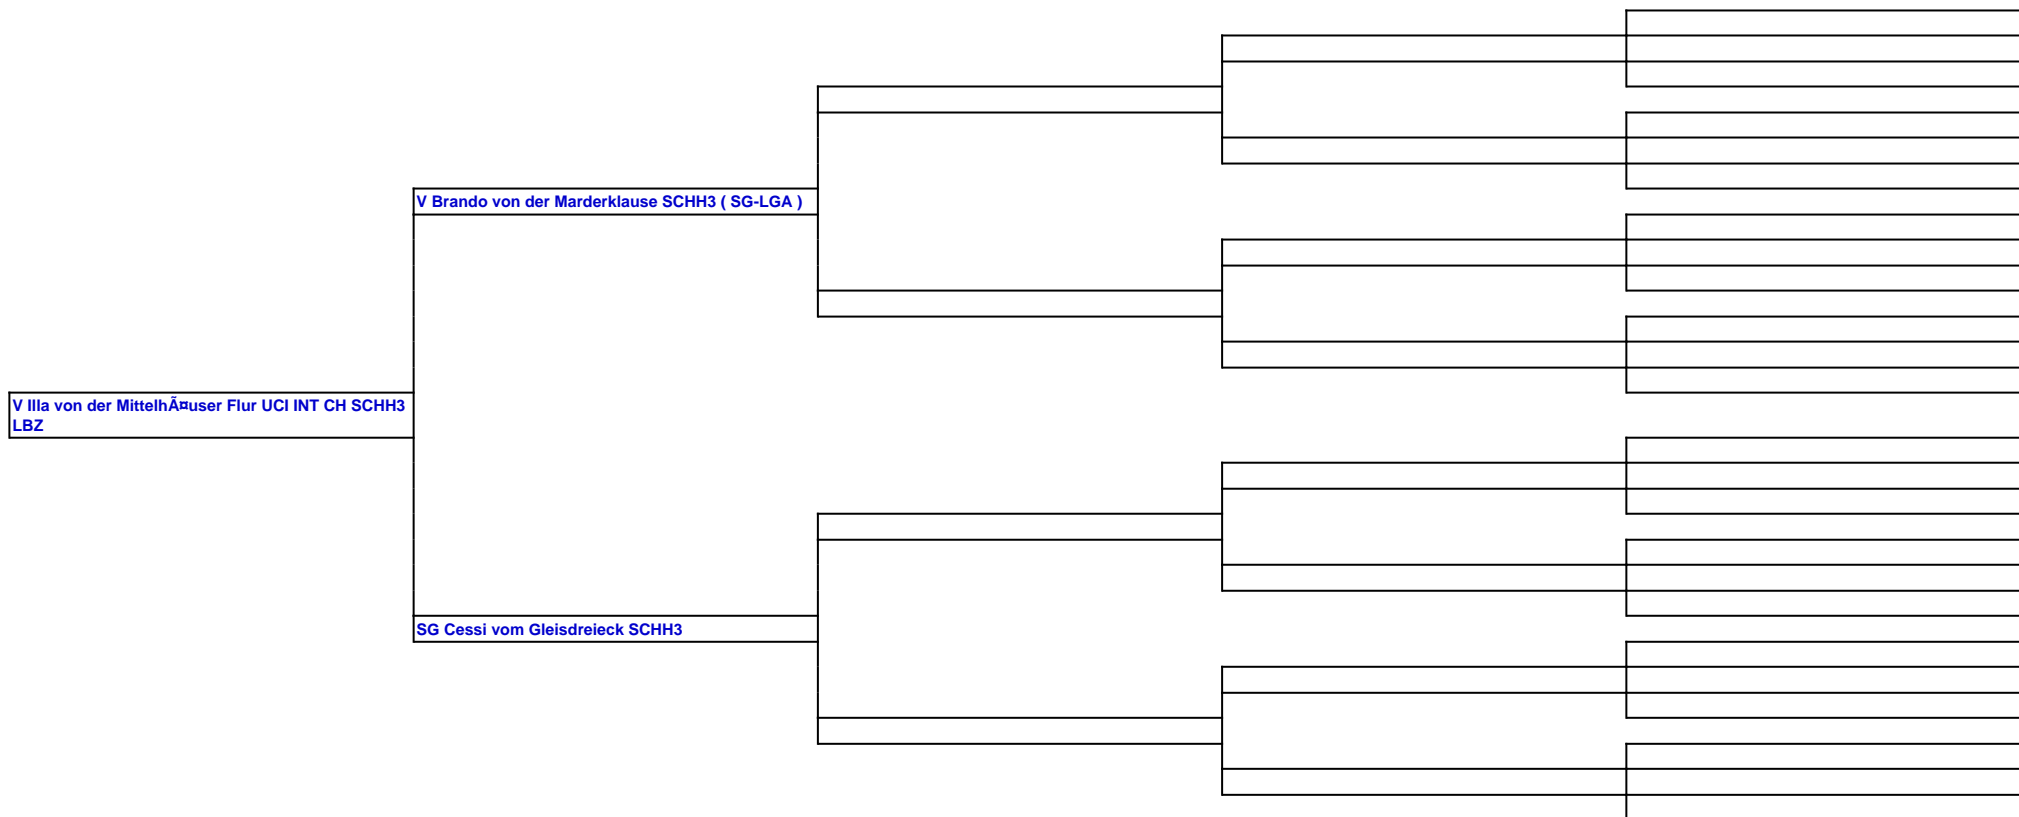 V Brando von der Marderklause SCHH3 ( SG-LGA )
V Illa von der MittelhÃ¤user Flur UCI INT CH SCHH3
LBZ
SG Cessi vom Gleisdreieck SCHH3